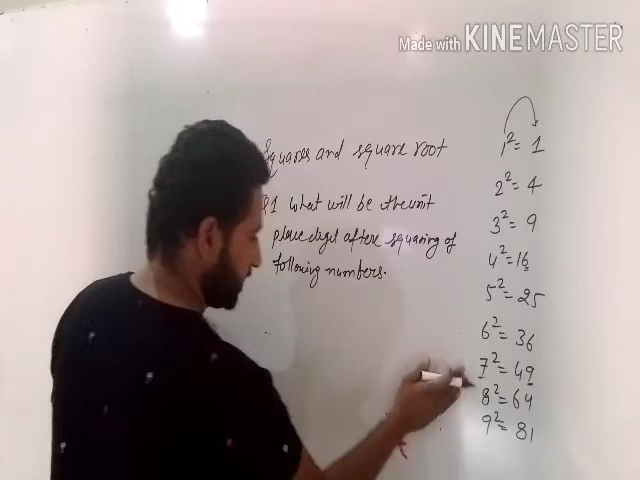 Made with KINEMASTER
Squares and square root
Q1 What will be the unit
place digit after squaring of
following numbers.
1² = 1
2² = 4
3² = 9
4² = 16
5² = 25
6² = 36
7² = 49
8² = 64
9² = 81